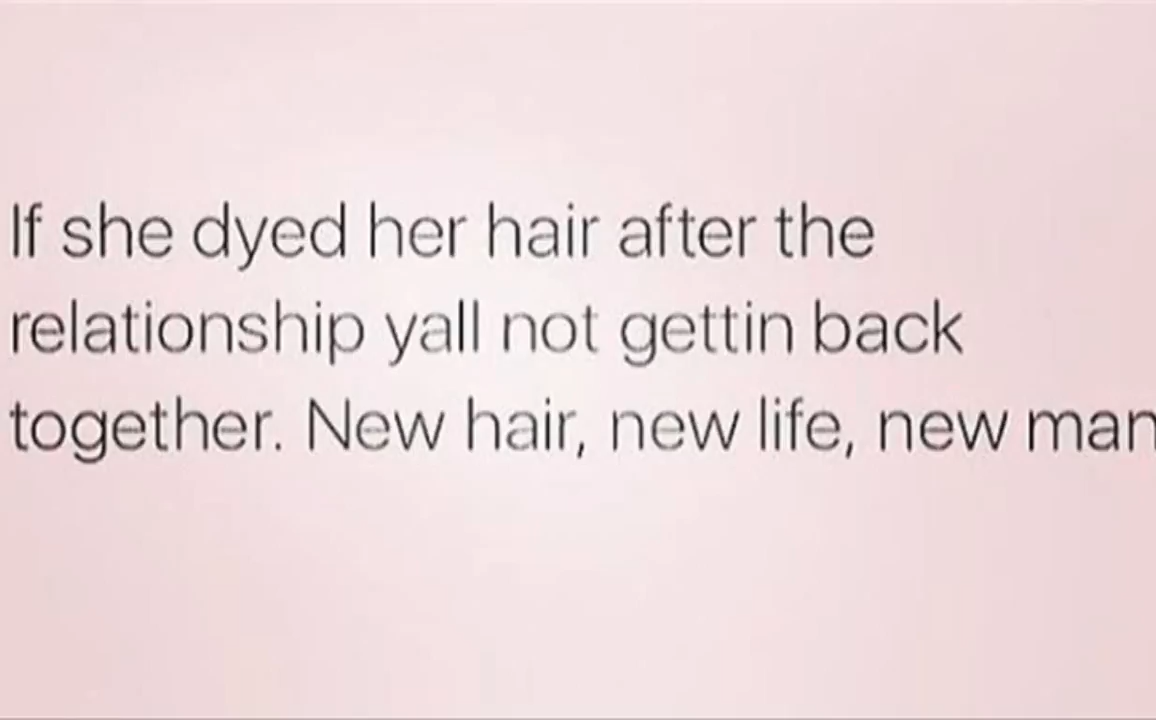 If she dyed her hair after the
relationship yall not gettin back
together. New hair, new life, new man